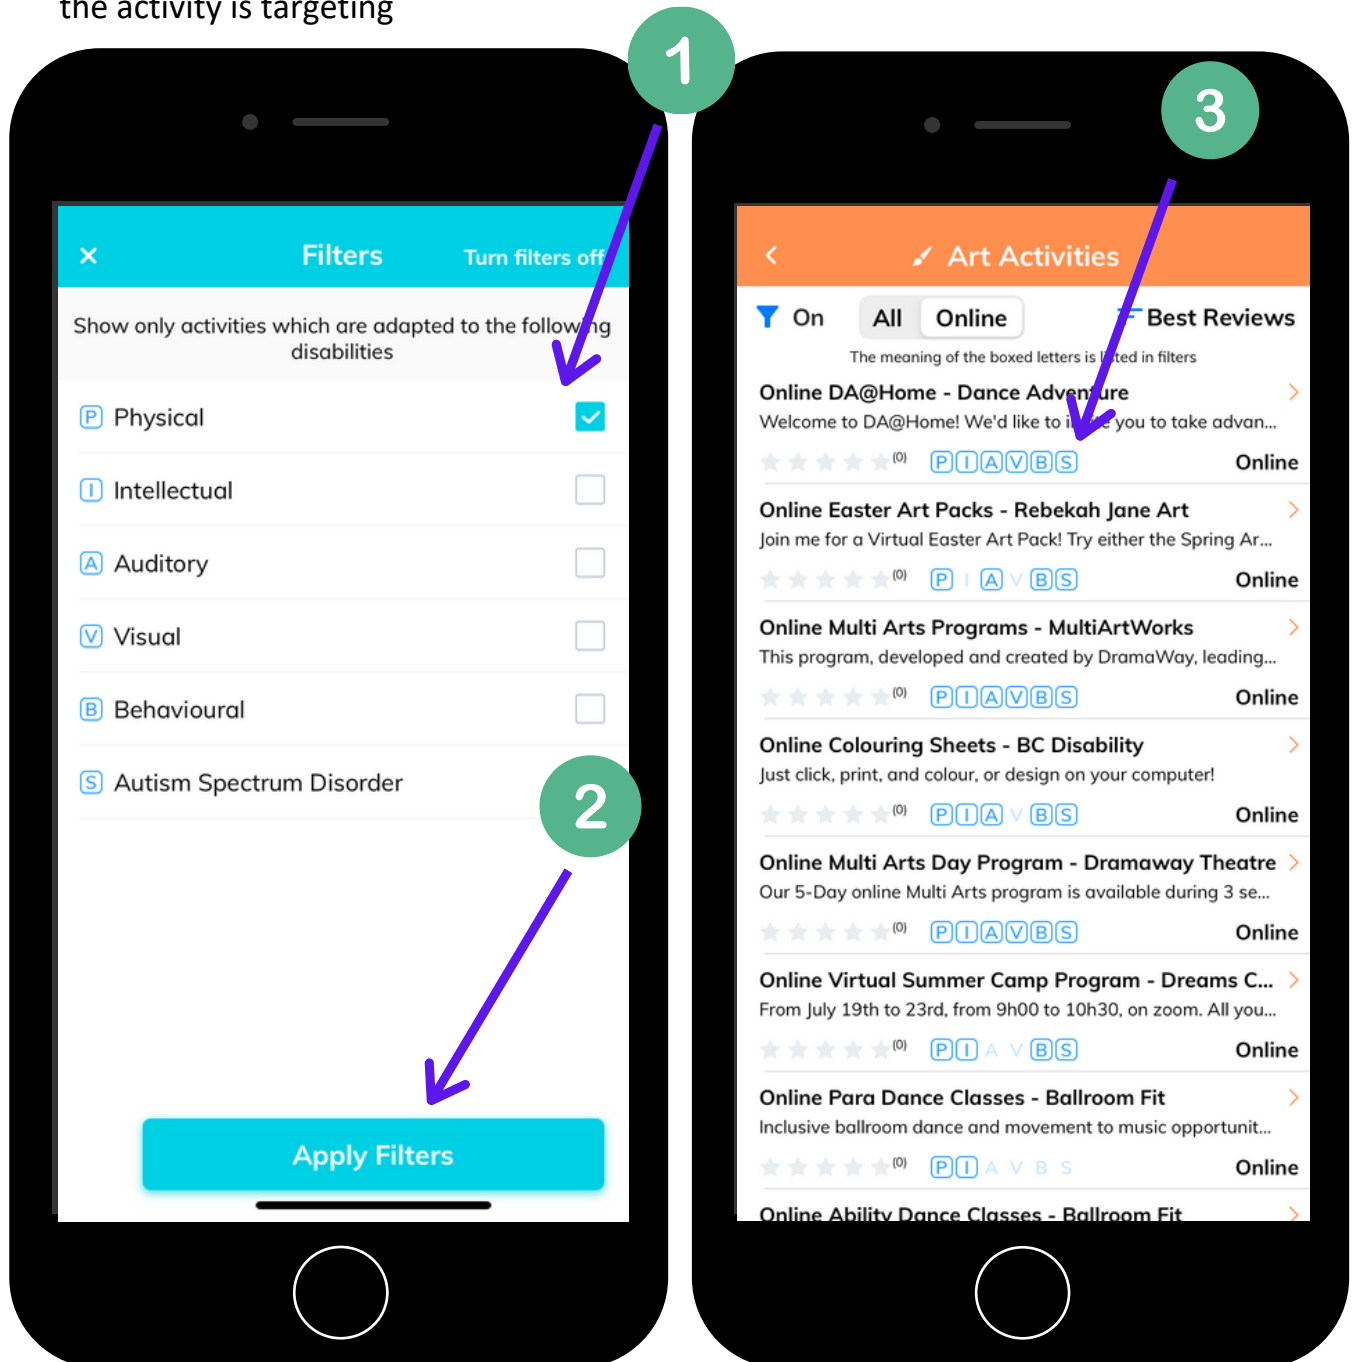 the activity is targeting
1
3
× Filters Turn filters off
Show only activities which are adapted to the following
disabilities
P Physical
I Intellectual
A Auditory
V Visual
B Behavioural
S Autism Spectrum Disorder
2
Apply Filters
Art Activities
On All Online Best Reviews
The meaning of the boxed letters is listed in filters
Online DA@Home - Dance Adventure
Welcome to DA@Home! We'd like to invite you to take advan...
(0) P I A V B S Online
Online Easter Art Packs - Rebekah Jane Art
Join me for a Virtual Easter Art Pack! Try either the Spring Ar...
(0) P I A V B S Online
Online Multi Arts Programs - MultiArtWorks
This program, developed and created by DramaWay, leading...
(0) P I A V B S Online
Online Colouring Sheets - BC Disability
Just click, print, and colour, or design on your computer!
(0) P I A V B S Online
Online Multi Arts Day Program - Dramaway Theatre
Our 5-Day online Multi Arts program is available during 3 se...
(0) P I A V B S Online
Online Virtual Summer Camp Program - Dreams C...
From July 19th to 23rd, from 9h00 to 10h30, on zoom. All you...
(0) P I A V B S Online
Online Para Dance Classes - Ballroom Fit
Inclusive ballroom dance and movement to music opportunit...
(0) P I A V B S Online
Online Ability Dance Classes - Ballroom Fit